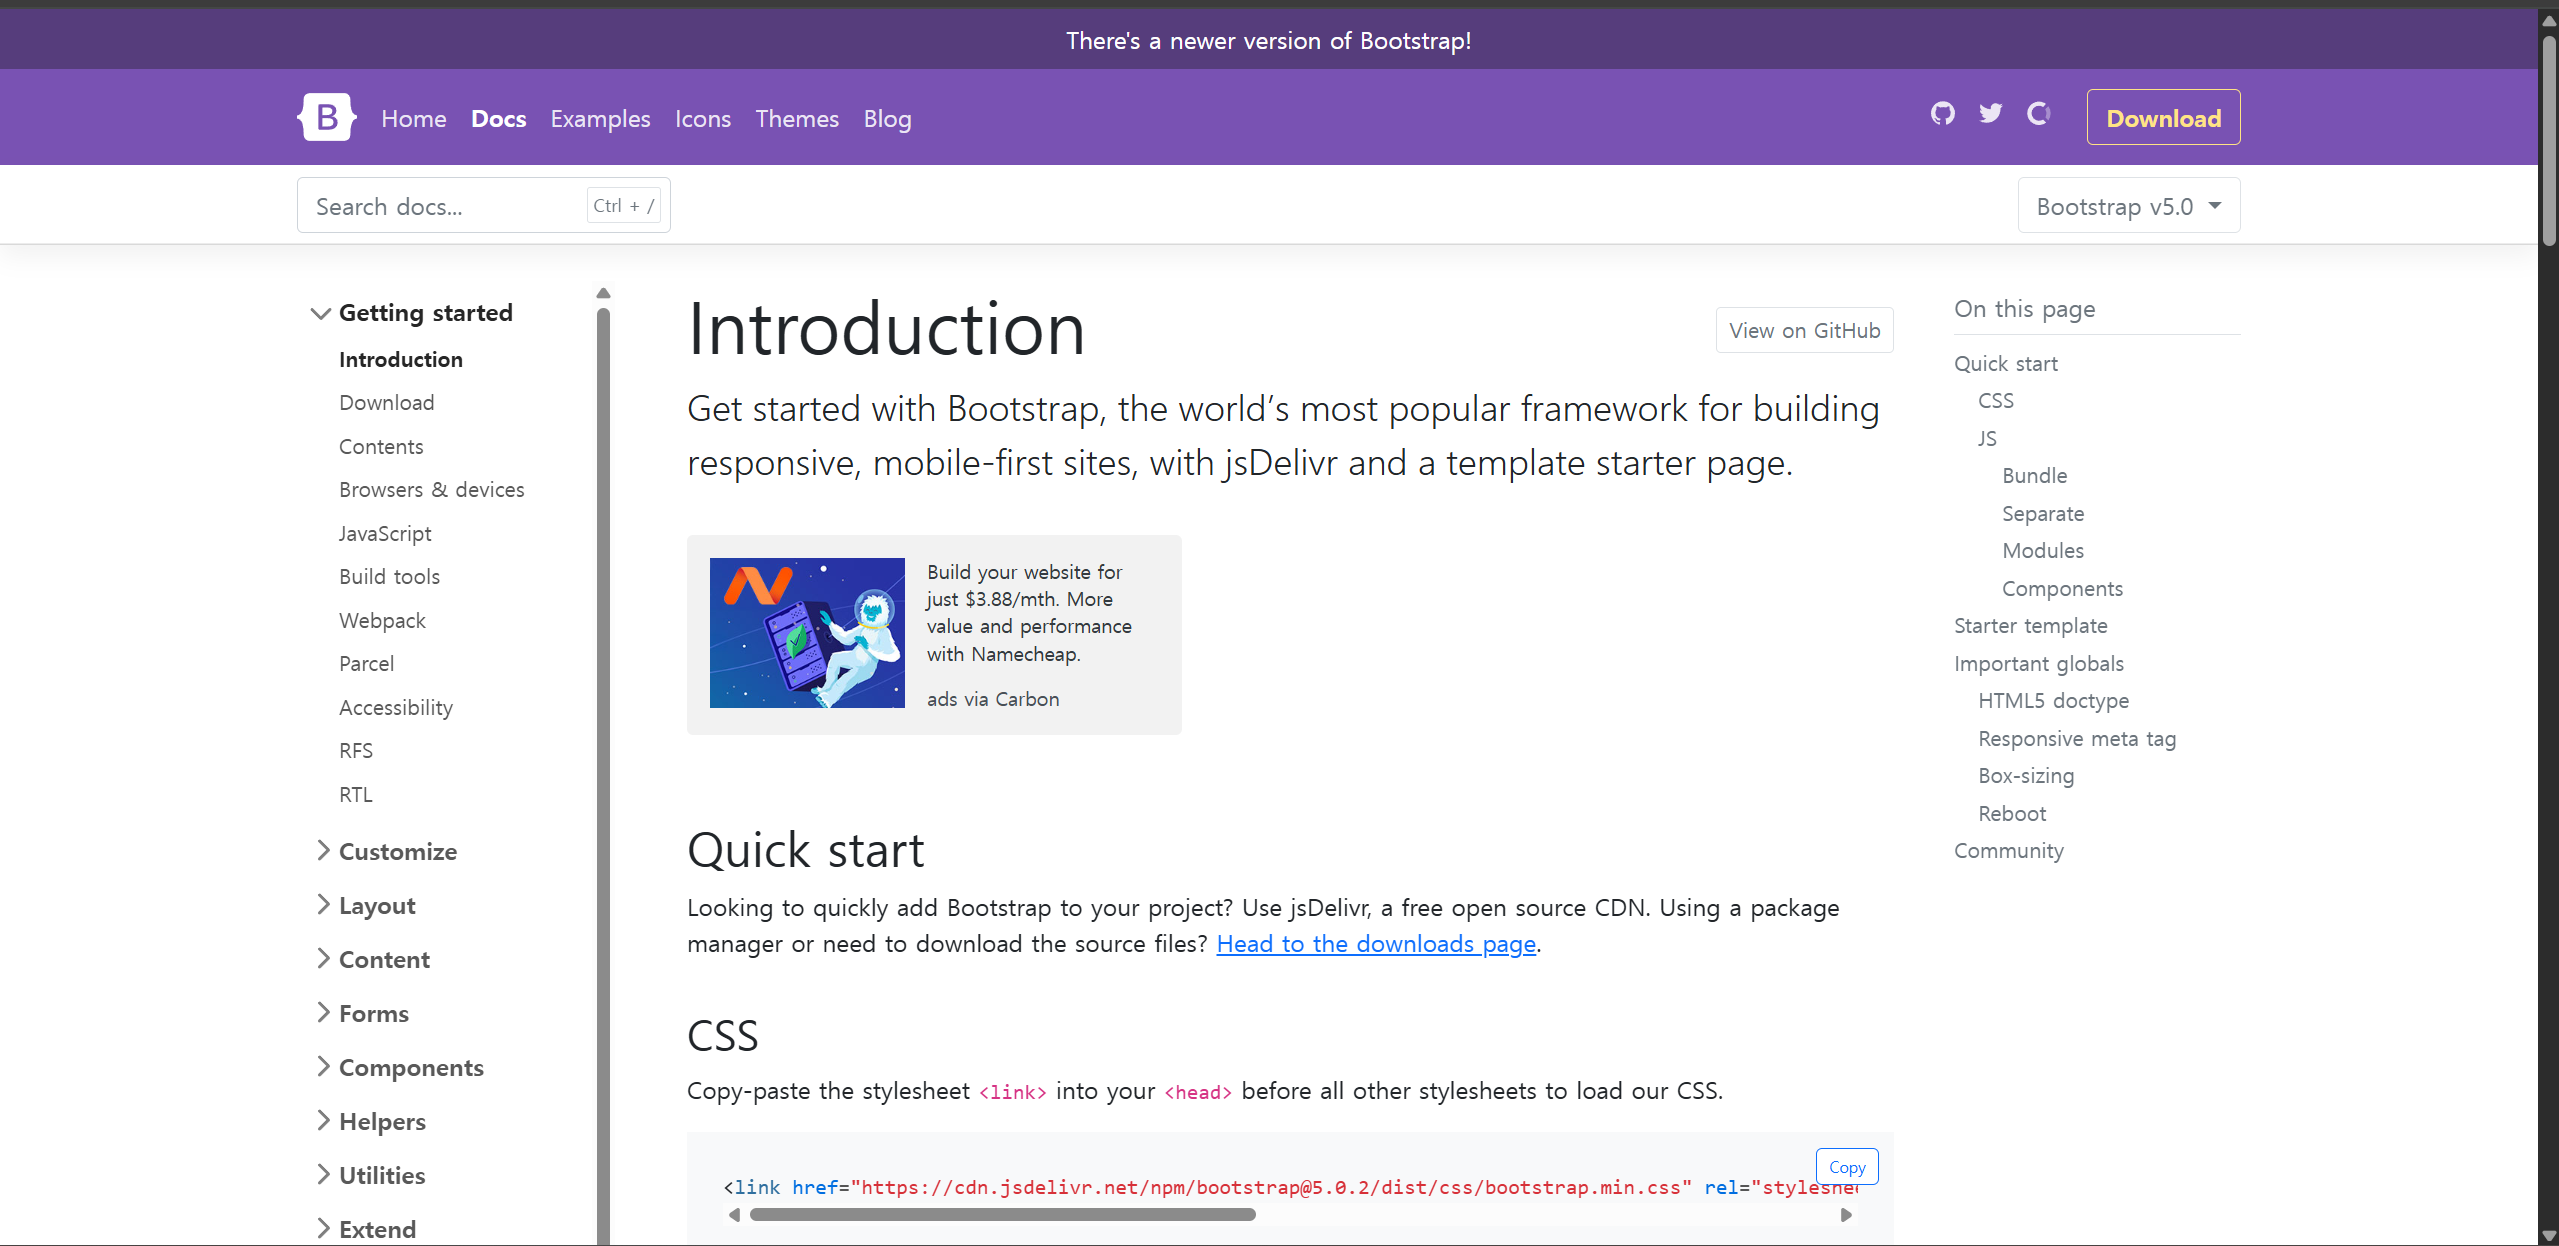 There's a newer version of Bootstrap!
B Home Docs Examples Icons Themes Blog Download
Search docs... Ctrl + / Bootstrap v5.0
Getting started
Introduction
Download
Contents
Browsers & devices
JavaScript
Build tools
Webpack
Parcel
Accessibility
RFS
RTL
Customize
Layout
Content
Forms
Components
Helpers
Utilities
Extend
Introduction
View on GitHub
Get started with Bootstrap, the world’s most popular framework for building
responsive, mobile-first sites, with jsDelivr and a template starter page.
Build your website for
just $3.88/mth. More
value and performance
with Namecheap.
ads via Carbon
Quick start
Looking to quickly add Bootstrap to your project? Use jsDelivr, a free open source CDN. Using a package
manager or need to download the source files? Head to the downloads page.
CSS
Copy-paste the stylesheet <link> into your <head> before all other stylesheets to load our CSS.
Copy
<link href="https://cdn.jsdelivr.net/npm/bootstrap@5.0.2/dist/css/bootstrap.min.css" rel="styleshe
On this page
Quick start
CSS
JS
Bundle
Separate
Modules
Components
Starter template
Important globals
HTML5 doctype
Responsive meta tag
Box-sizing
Reboot
Community